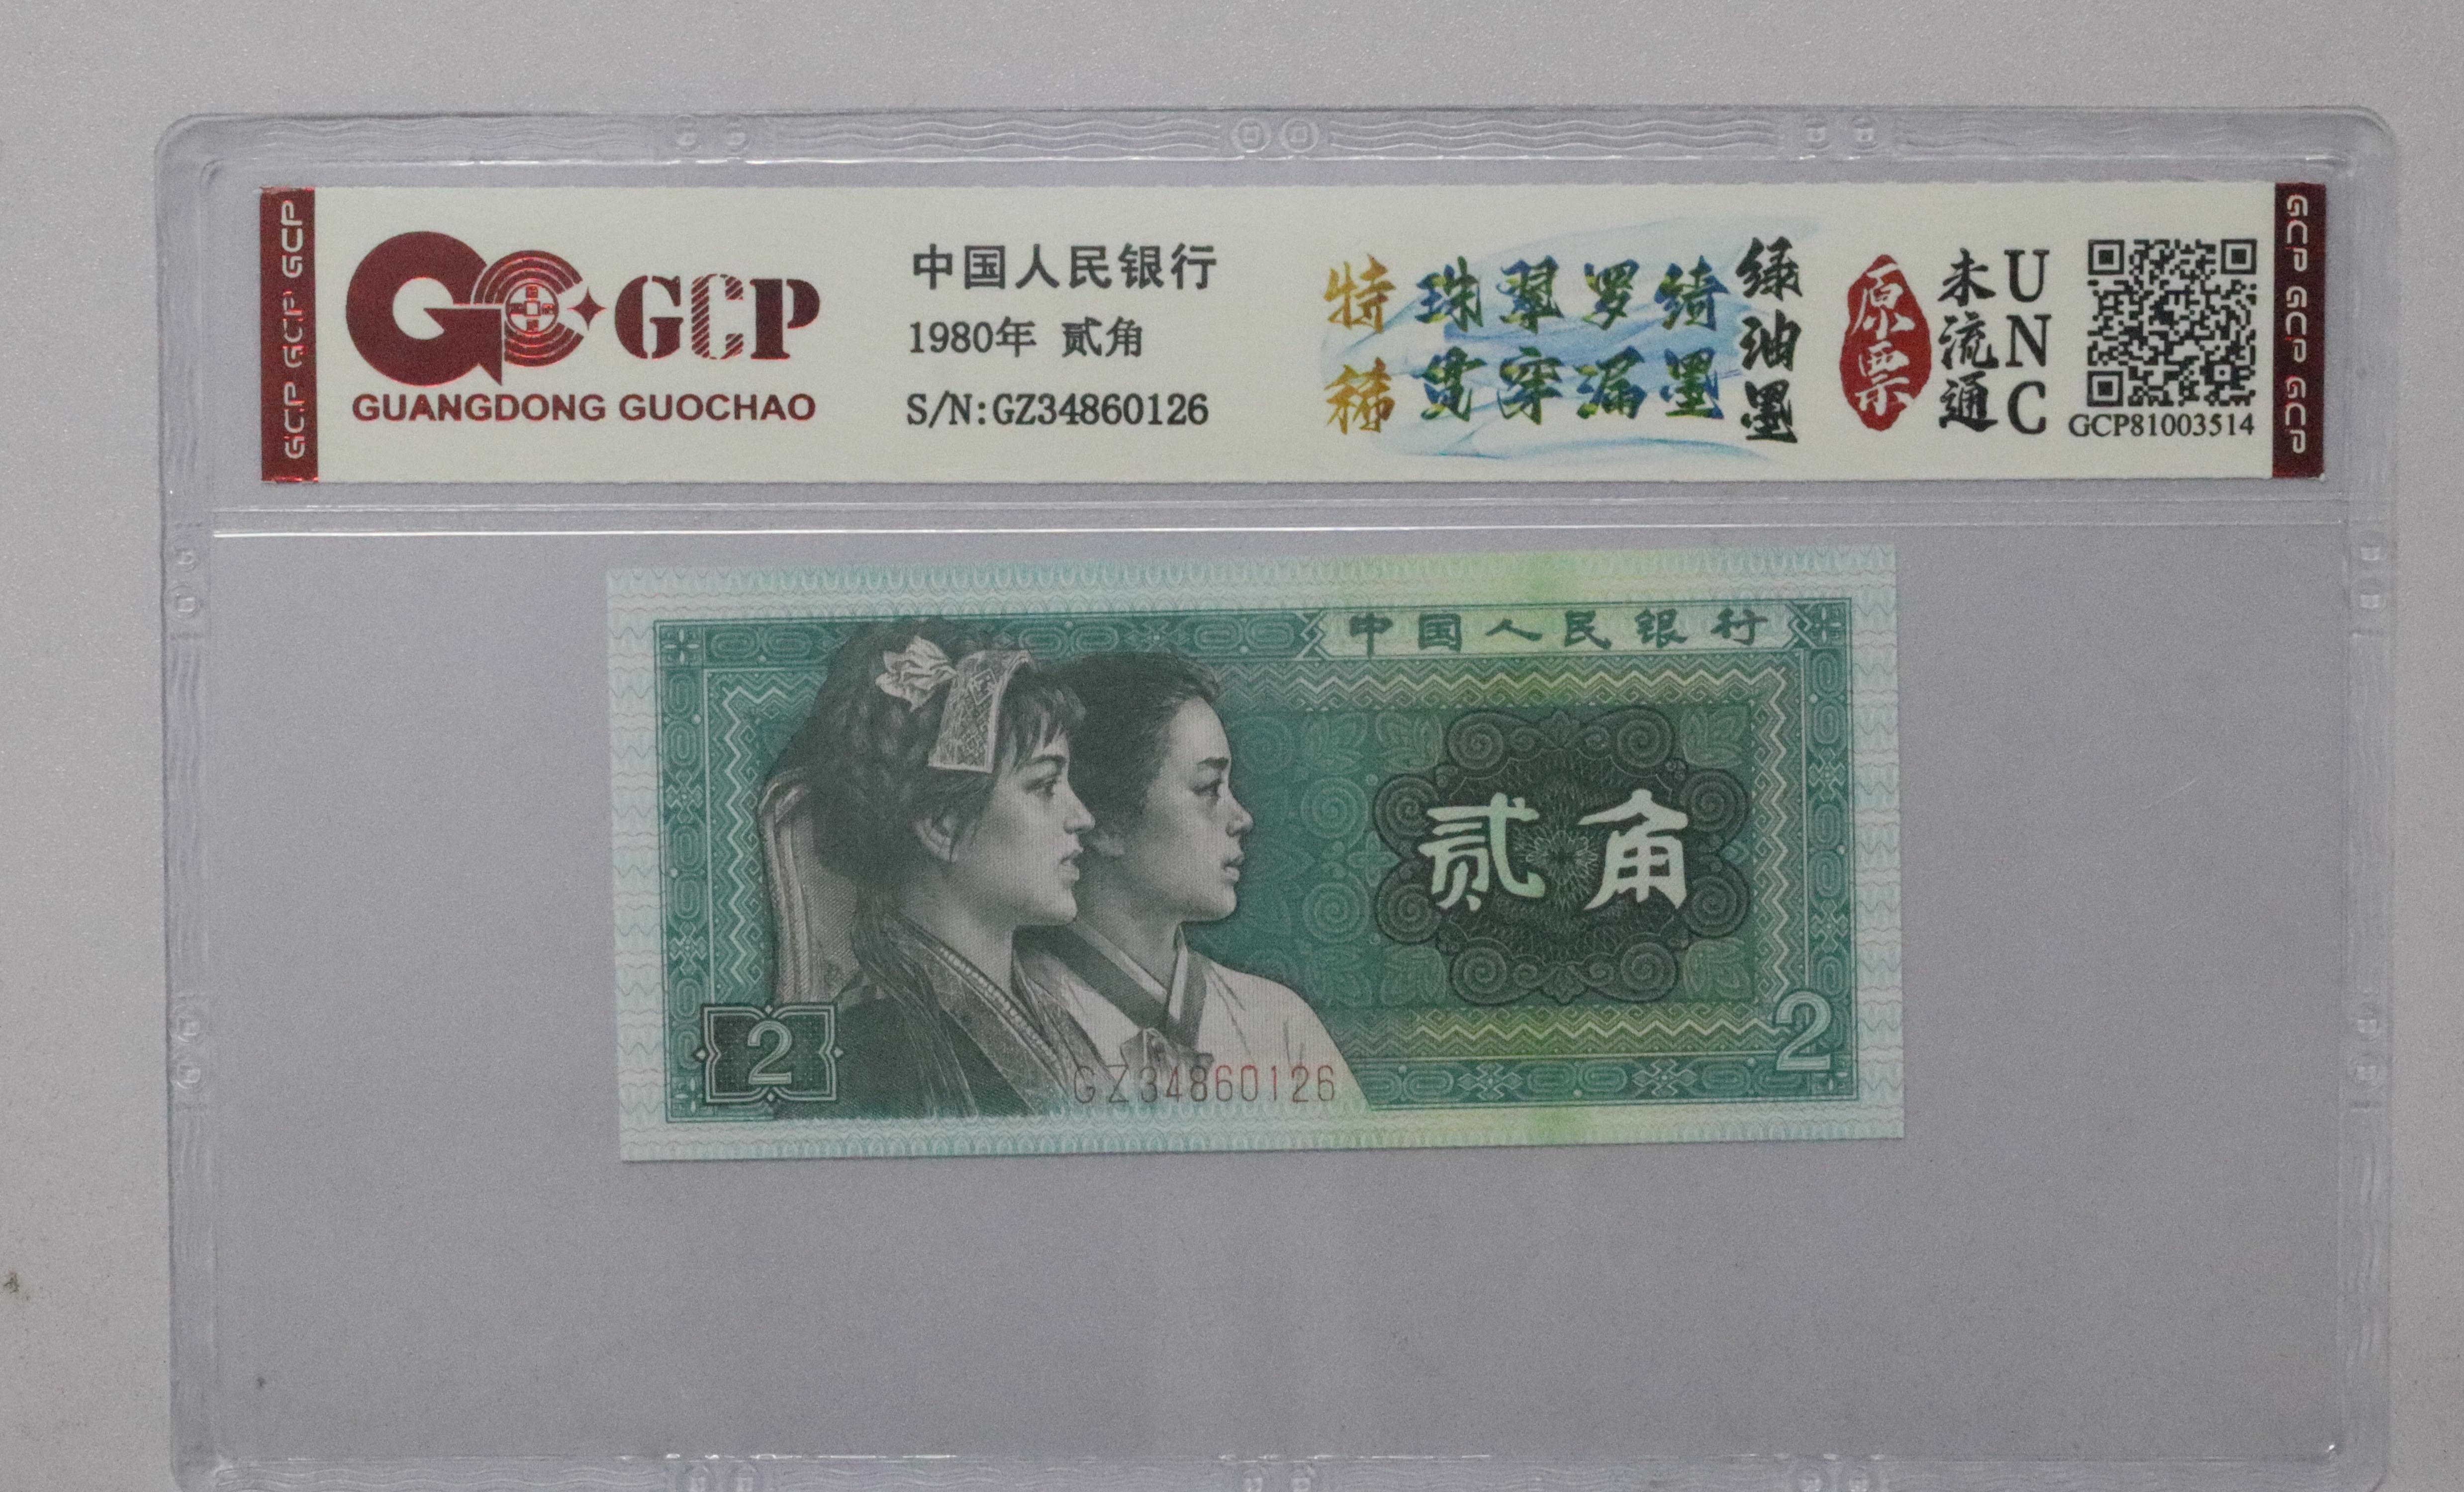 GCP GCP GCP
GCP
GUANGDONG GUOCHAO
中国人民银行
1980年 贰角
S/N:GZ34860126
特稀
珠翠罗绮
贯穿漏墨
绿油墨
原票
未流通
UNC
GCP81003514
GCP GCP GCP GCP
中国人民银行
贰角
2
2
GZ34860126